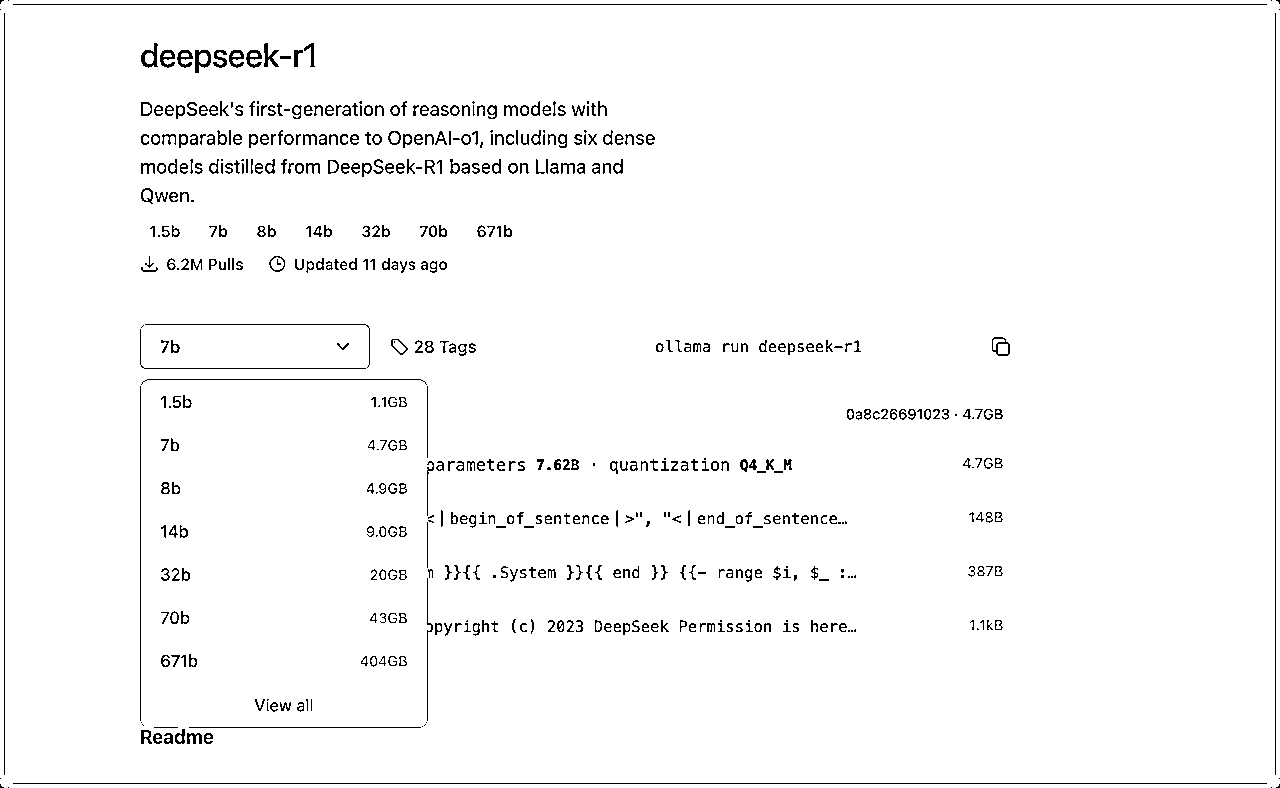 deepseek-r1
DeepSeek's first-generation of reasoning models with
comparable performance to OpenAI-o1, including six dense
models distilled from DeepSeek-R1 based on Llama and
Qwen.
1.5b 7b 8b 14b 32b 70b 671b
6.2M Pulls Updated 11 days ago
7b 28 Tags ollama run deepseek-r1
1.5b 1.1GB
0a8c26691023 · 4.7GB
7b 4.7GB
parameters 7.62B · quantization Q4_K_M 4.7GB
8b 4.9GB
<|begin_of_sentence|>", "<|end_of_sentence… 148B
14b 9.0GB
32b 20GB
}}{{ .System }}{{ end }} {{- range $i, $_ :… 387B
70b 43GB
opyright (c) 2023 DeepSeek Permission is here… 1.1kB
671b 404GB
View all
Readme